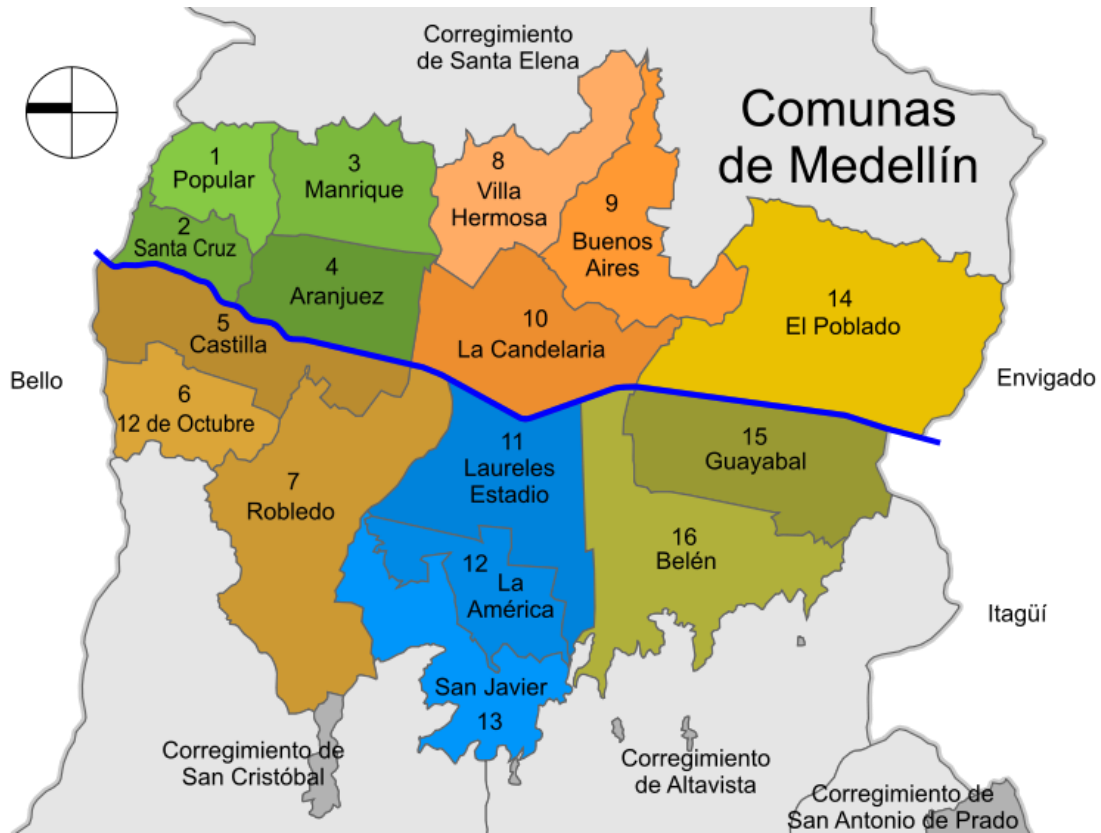 Corregimiento
de Santa Elena
Comunas
de Medellín
1
Popular
3
Manrique
8
Villa
Hermosa
9
Buenos
Aires
2
Santa Cruz
4
Aranjuez
14
El Poblado
5
Castilla
10
La Candelaria
Bello
Envigado
6
12 de Octubre
11
Laureles
Estadio
15
Guayabal
7
Robledo
16
Belén
12
La
América
Itagüí
San Javier
13
Corregimiento de
San Cristóbal
Corregimiento
de Altavista
Corregimiento de
San Antonio de Prado